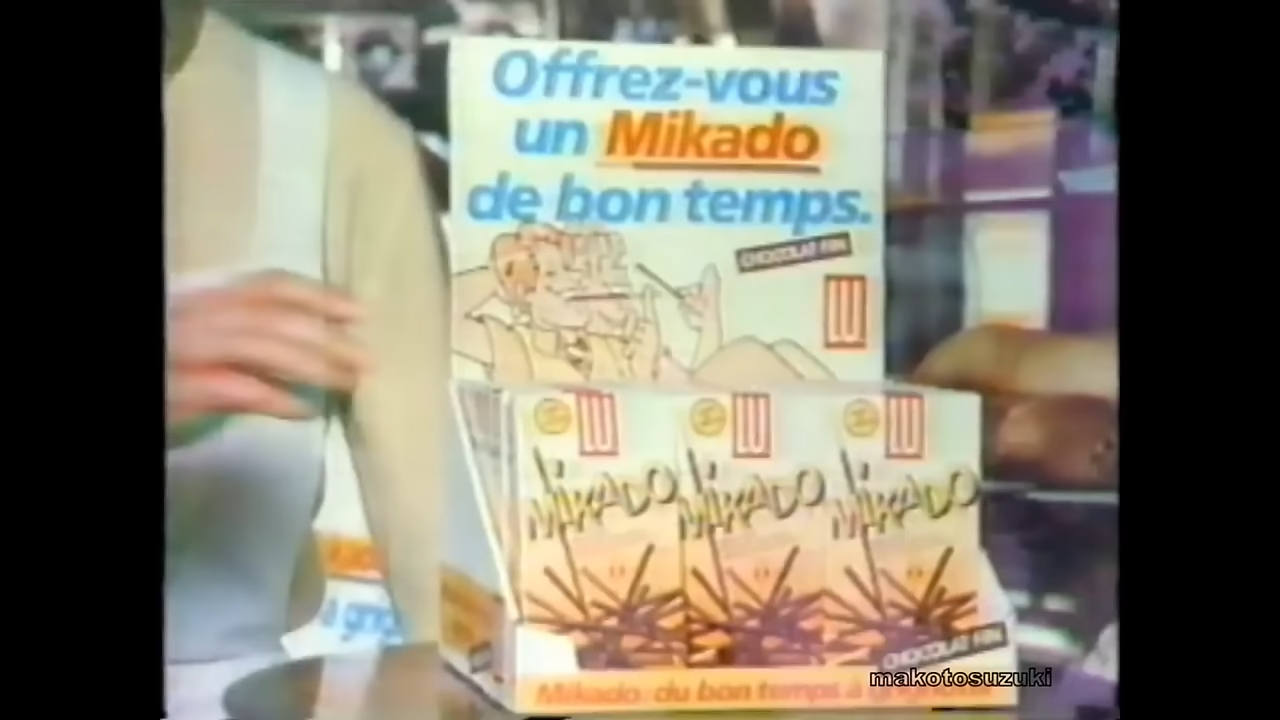 Offrez-vous
un Mikado
de bon temps.
CHOCOLAT FIN
LU
LU
LU
LU
MIKADO
MIKADO
MIKADO
CHOCOLAT FIN
Mikado: du bon temps à
makotosuzuki